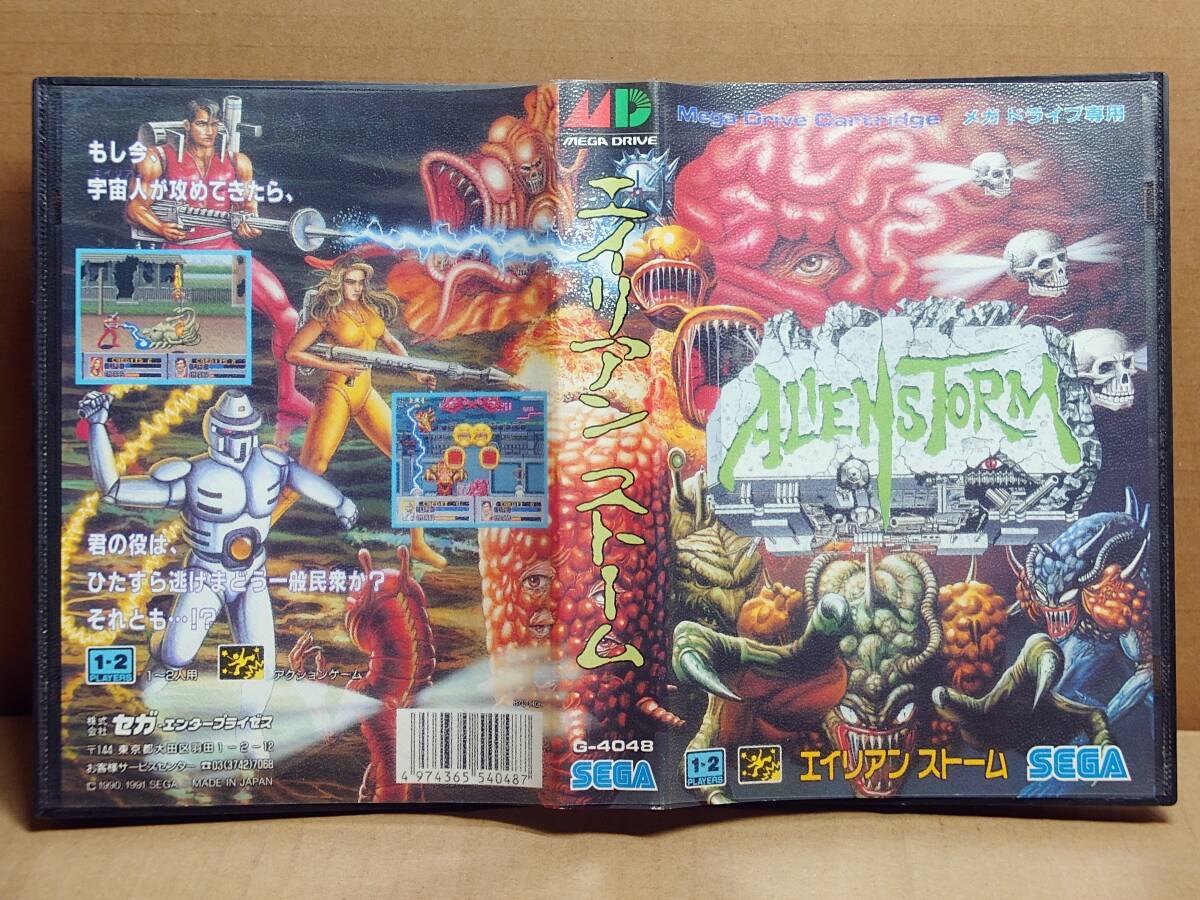 もし今、
宇宙人が攻めてきたら、
君の役は、
ひたすら逃げまどう一般民衆か?
それとも…!?
1-2
PLAYERS
1〜2人用
アクションゲーム
株式会社 セガ・エンタープライゼス
〒144 東京都大田区羽田1-2-12
お客様サービスセンター ☎03(3742)7068
© 1990, 1991 SEGA MADE IN JAPAN
4 974365 540487
MD
MEGA DRIVE
エイリアン ストーム
G-4048
SEGA
Mega Drive Cartridge メガドライブ専用
ALIEN STORM
1-2
PLAYERS
エイリアン ストーム
SEGA